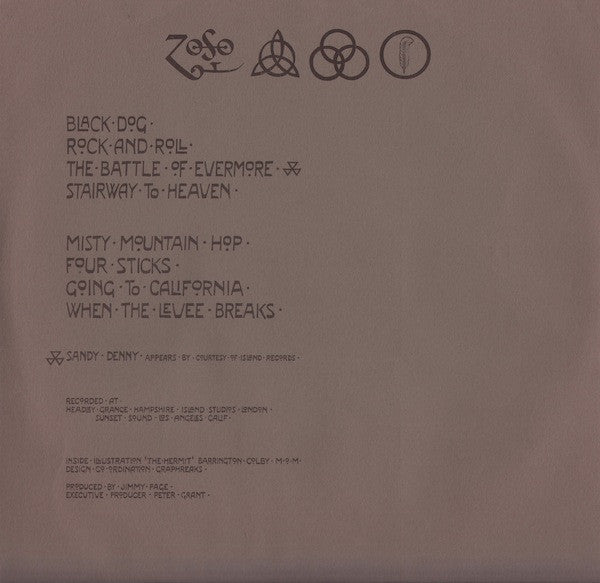 ZOSO
BLACK·DOG·
ROCK·AND·ROLL·
THE·BATTLE·OF·EVERMORE·
STAIRWAY·TO·HEAVEN·
MISTY·MOUNTAIN·HOP·
FOUR·STICKS·
GOING·TO·CALIFORNIA·
WHEN·THE·LEVEE·BREAKS·
SANDY·DENNY·APPEARS·BY·COURTESY·OF·ISLAND·RECORDS·
RECORDED·AT·
HEADLY·GRANGE·HAMPSHIRE·ISLAND·STUDIOS·LONDON·
SUNSET·SOUND·LOS·ANGELES·CALIF·
INSIDE·ILLUSTRATION 'THE·HERMIT' BARRINGTON·COLBY·M·O·M·
DESIGN·CO·ORDINATION·GRAPHREAKS·
PRODUCED·BY·JIMMY·PAGE·
EXECUTIVE·PRODUCER·PETER·GRANT·